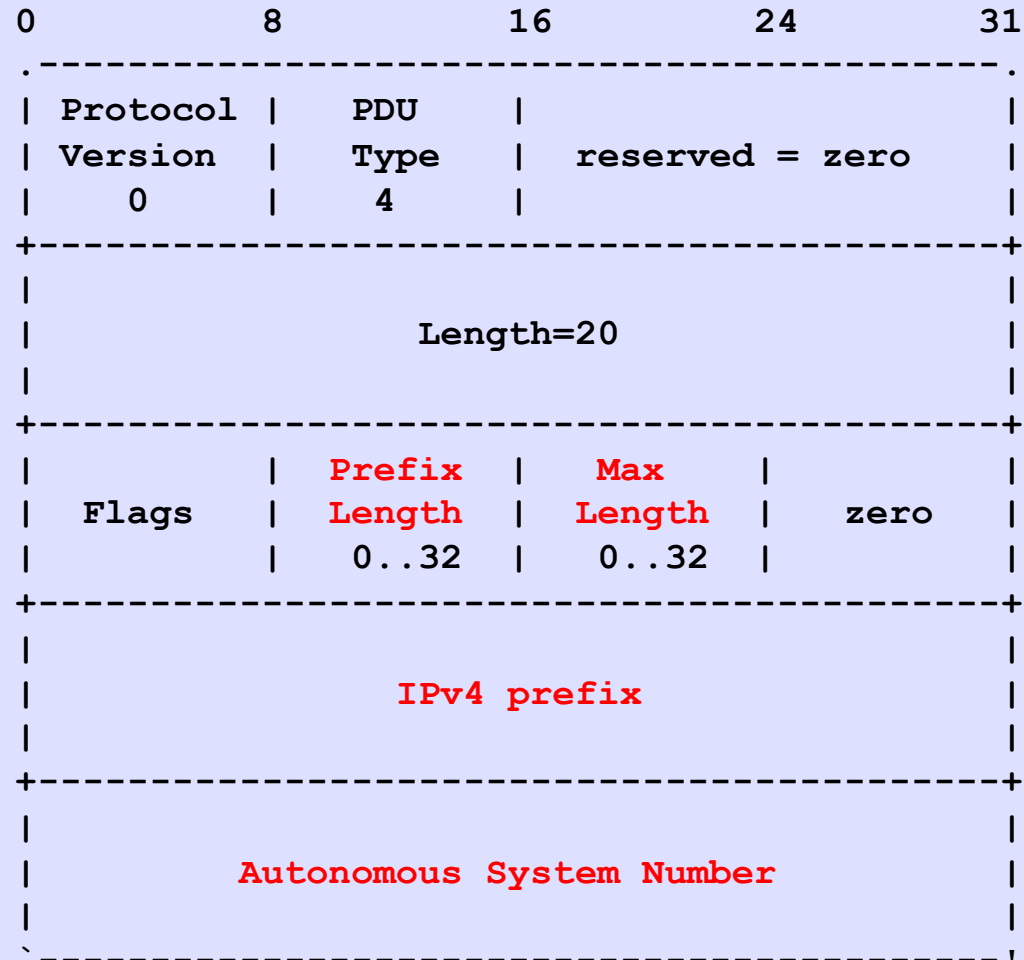 0 8 16 24 31
.-------------------------------------------.
| Protocol | PDU | |
| Version | Type | reserved = zero |
| 0 | 4 | |
+-------------------------------------------+
| |
| Length=20 |
| |
+-------------------------------------------+
| | Prefix | Max | |
| Flags | Length | Length | zero |
| | 0..32 | 0..32 | |
+-------------------------------------------+
| |
| IPv4 prefix |
| |
+-------------------------------------------+
| |
| Autonomous System Number |
| |
`-------------------------------------------'